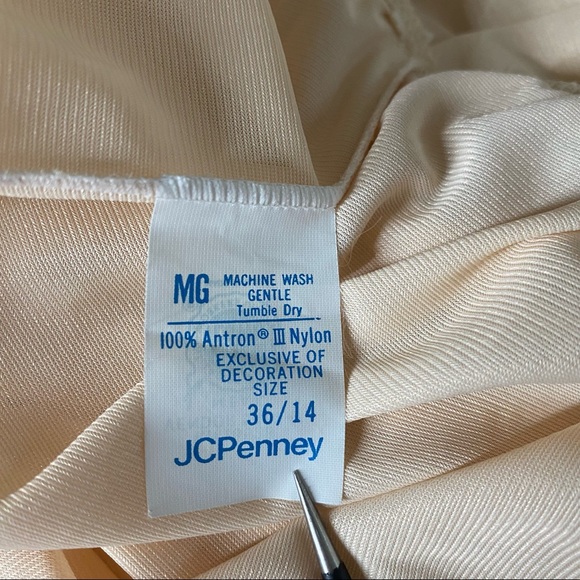 MG MACHINE WASH
GENTLE
Tumble Dry
100% Antron® III Nylon
EXCLUSIVE OF
DECORATION
SIZE
36/14
JCPenney